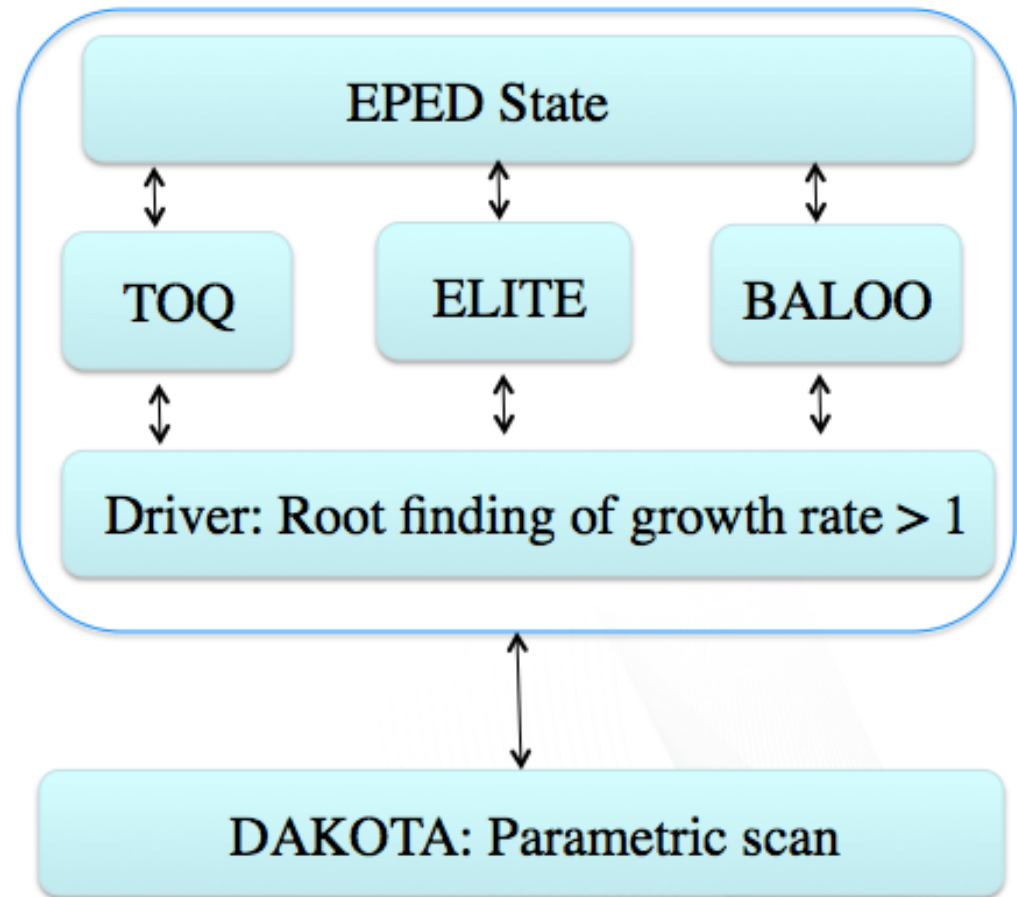 EPED State
TOQ
ELITE
BALOO
Driver: Root finding of growth rate > 1
DAKOTA: Parametric scan